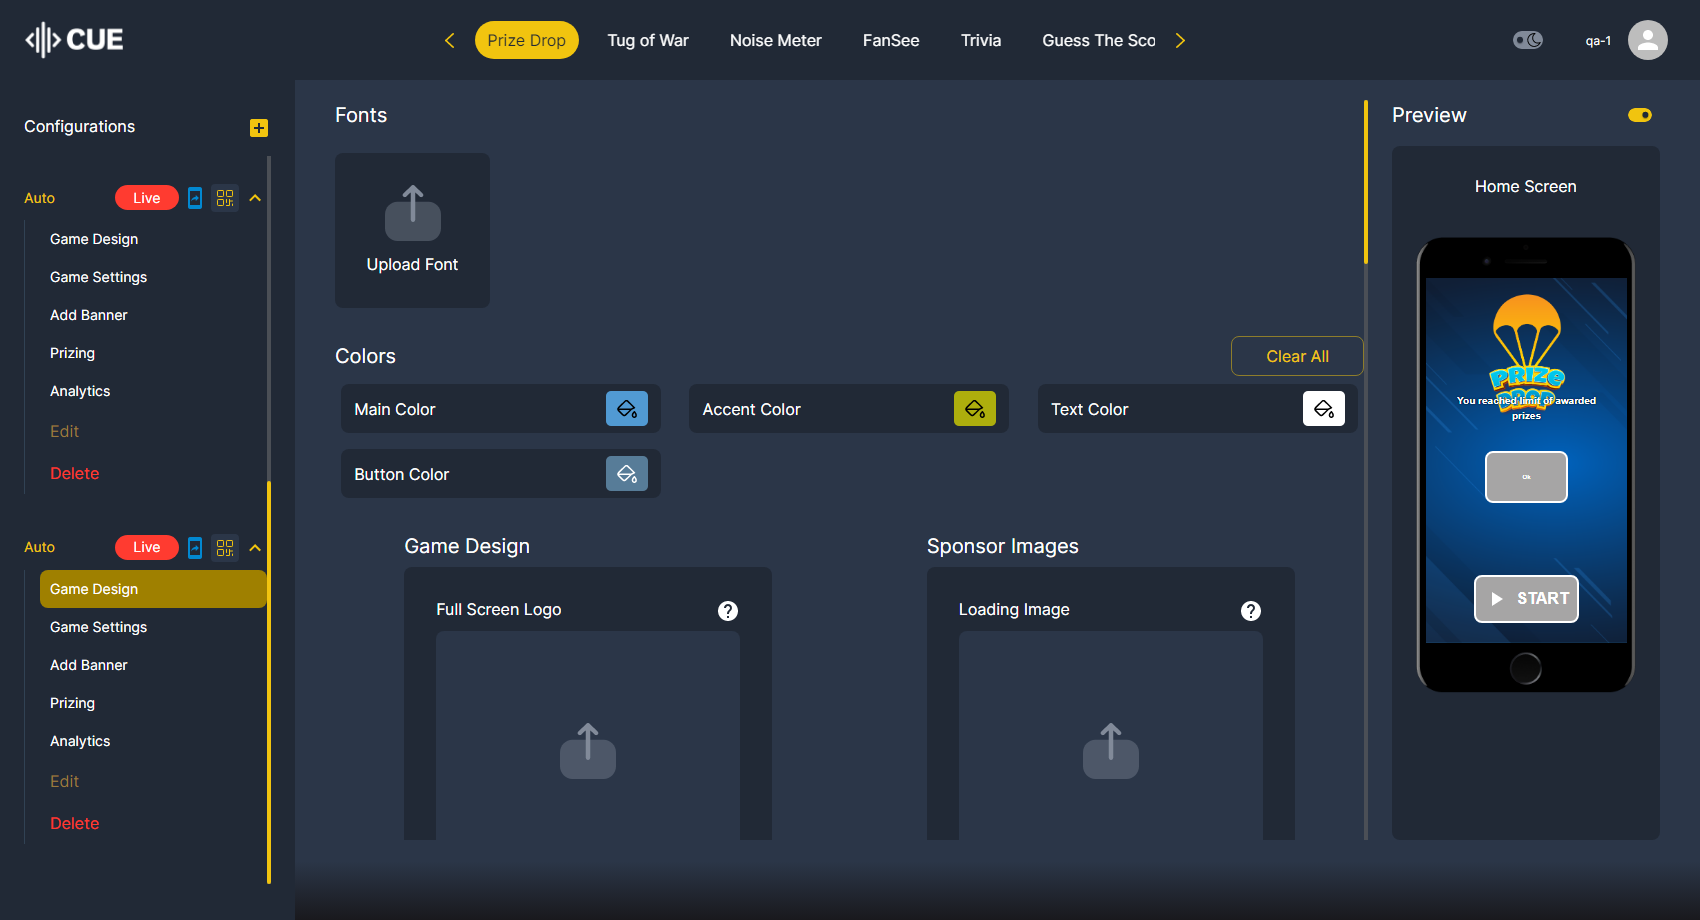 CUE
Prize Drop
Tug of War
Noise Meter
FanSee
Trivia
Guess The Sco
qa-1
Configurations
Auto
Live
Game Design
Game Settings
Add Banner
Prizing
Analytics
Edit
Delete
Auto
Live
Game Design
Game Settings
Add Banner
Prizing
Analytics
Edit
Delete
Fonts
Upload Font
Colors
Clear All
Main Color
Accent Color
Text Color
Button Color
Game Design
Full Screen Logo
?
Sponsor Images
Loading Image
?
Preview
Home Screen
PRIZE
DROP
You reached limit of awarded
prizes
Ok
START